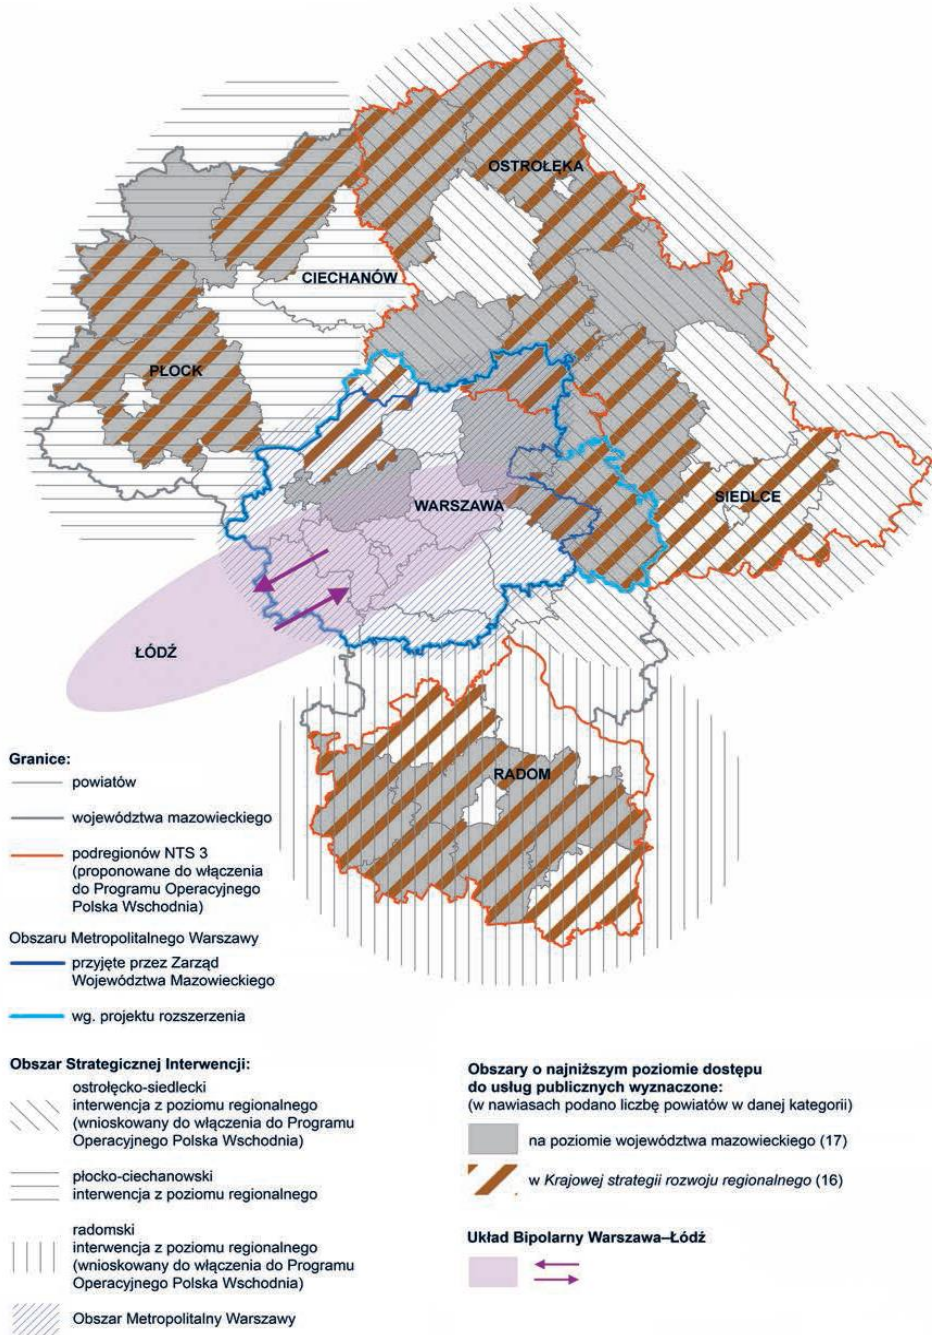 OSTROŁĘKA
CIECHANÓW
PŁOCK
WARSZAWA
SIEDLCE
ŁÓDŹ
RADOM
Granice:
powiatów
województwa mazowieckiego
podregionów NTS 3
(proponowane do włączenia
do Programu Operacyjnego
Polska Wschodnia)
Obszaru Metropolitalnego Warszawy
przyjęte przez Zarząd
Województwa Mazowieckiego
wg. projektu rozszerzenia
Obszar Strategicznej Interwencji:
ostrołęcko-siedlecki
interwencja z poziomu regionalnego
(wnioskowany do włączenia do Programu
Operacyjnego Polska Wschodnia)
płocko-ciechanowski
interwencja z poziomu regionalnego
radomski
interwencja z poziomu regionalnego
(wnioskowany do włączenia do Programu
Operacyjnego Polska Wschodnia)
Obszar Metropolitalny Warszawy
Obszary o najniższym poziomie dostępu
do usług publicznych wyznaczone:
(w nawiasach podano liczbę powiatów w danej kategorii)
na poziomie województwa mazowieckiego (17)
w Krajowej strategii rozwoju regionalnego (16)
Układ Bipolarny Warszawa–Łódź